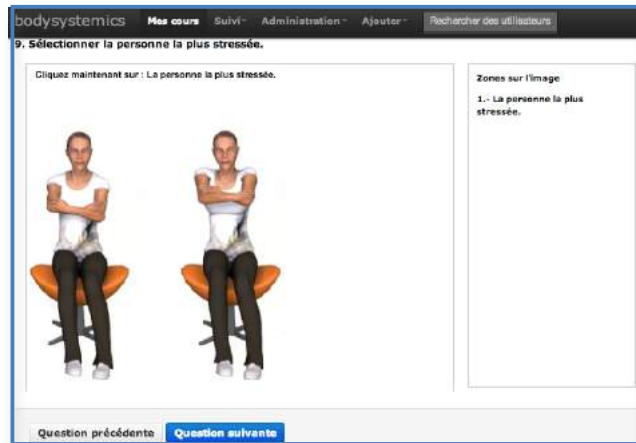 bodysystemics Mes cours Suivi Administration Ajouter Rechercher des utilisateurs
9. Sélectionner la personne la plus stressée.
Cliquez maintenant sur : La personne la plus stressée.
Zones sur l'image
1.- La personne la plus
stressée.
Question précédente Question suivante